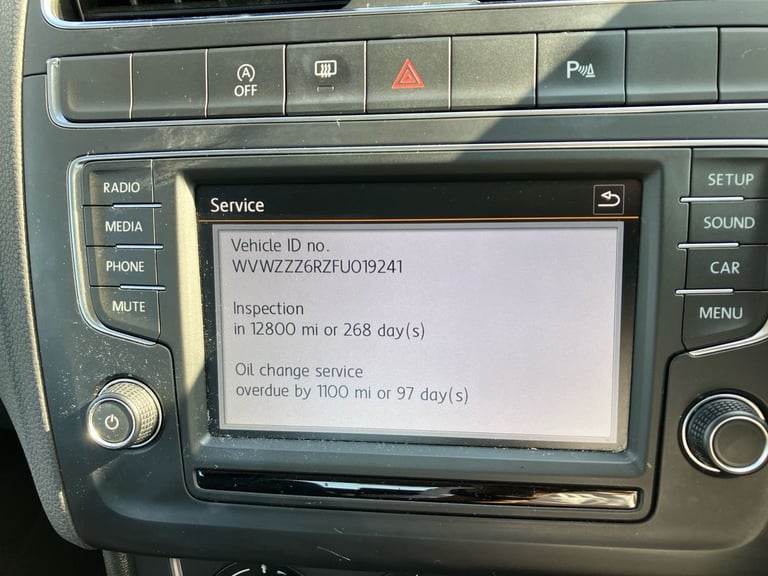 A
OFF
P
RADIO
MEDIA
PHONE
MUTE
Service
Vehicle ID no.
WVWZZZ6RZFU019241
Inspection
in 12800 mi or 268 day(s)
Oil change service
overdue by 1100 mi or 97 day(s)
SETUP
SOUND
CAR
MENU